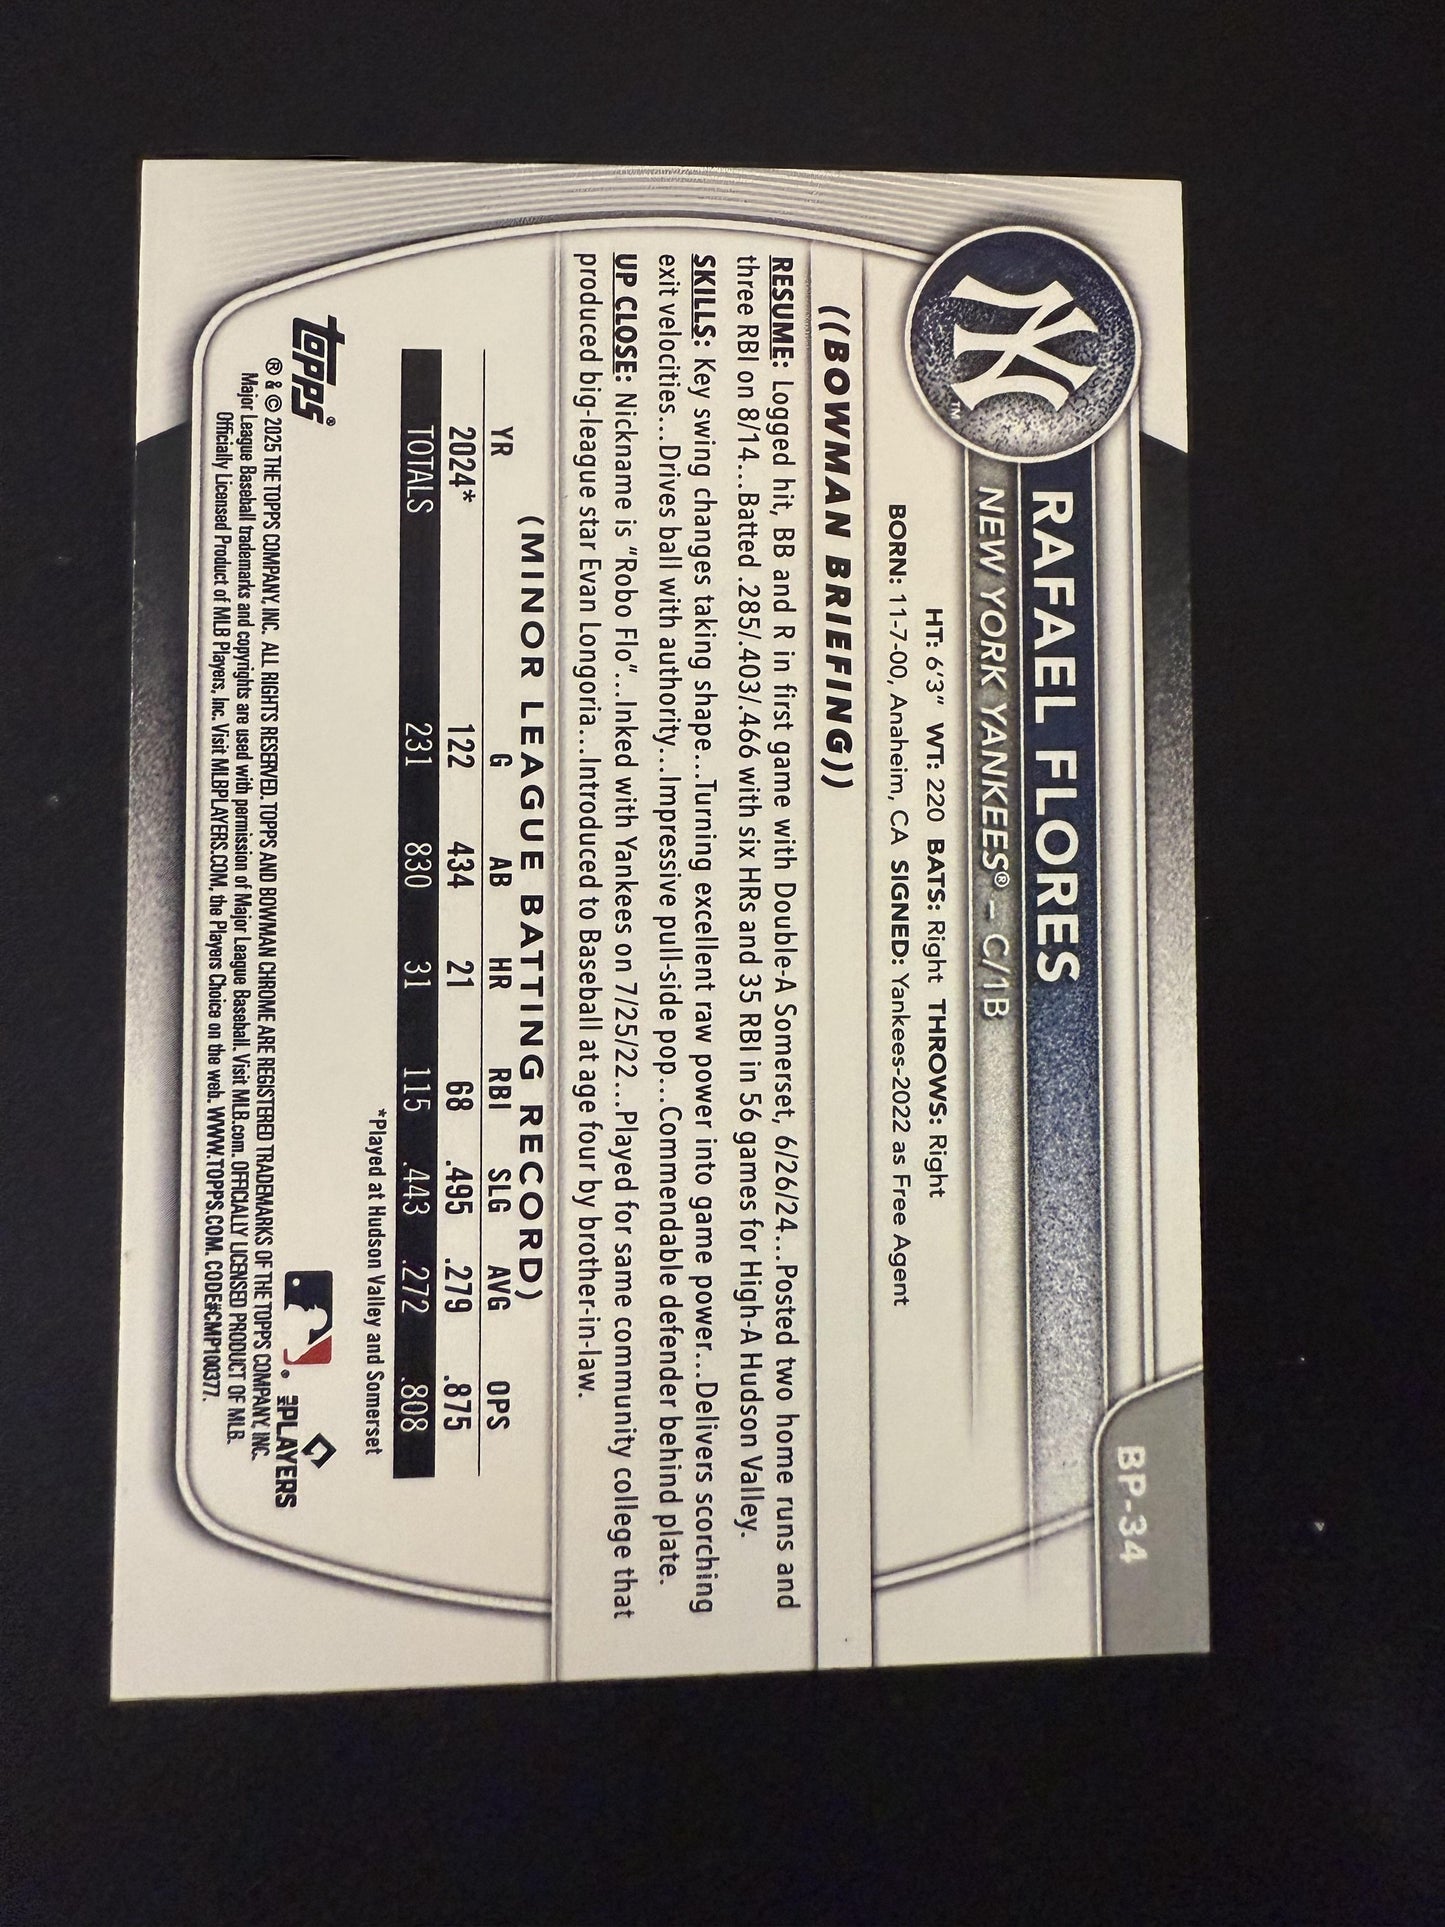 BP-34
RAFAEL FLORES
NEW YORK YANKEES® – C/1B
NY
TM
HT: 6'3" WT: 220 BATS: Right THROWS: Right
BORN: 11-7-00, Anaheim, CA SIGNED: Yankees-2022 as Free Agent
((BOWMAN BRIEFING))
RESUME: Logged hit, BB and R in first game with Double-A Somerset, 6/26/24...Posted two home runs and
three RBI on 8/14...Batted .285/.403/.466 with six HRs and 35 RBI in 56 games for High-A Hudson Valley.
SKILLS: Key swing changes taking shape...Turning excellent raw power into game power...Delivers scorching
exit velocities...Drives ball with authority...Impressive pull-side pop...Commendable defender behind plate.
UP CLOSE: Nickname is "Robo Flo"...Inked with Yankees on 7/25/22...Played for same community college that
produced big-league star Evan Longoria...Introduced to Baseball at age four by brother-in-law.
(MINOR LEAGUE BATTING RECORD)
YR G AB HR RBI SLG AVG OPS
2024* 122 434 21 68 .495 .279 .875
TOTALS 231 830 31 115 .443 .272 .808
*Played at Hudson Valley and Somerset
topps®
MLB PLAYERS
® & © 2025 THE TOPPS COMPANY, INC. ALL RIGHTS RESERVED. TOPPS AND BOWMAN CHROME ARE REGISTERED TRADEMARKS OF THE TOPPS COMPANY, INC.
Major League Baseball trademarks and copyrights are used with permission of Major League Baseball. Visit MLB.com. OFFICIALLY LICENSED PRODUCT OF MLB.
Officially Licensed Product of MLB Players, Inc. Visit MLBPLAYERS.COM, the Players Choice on the web. WWW.TOPPS.COM. CODE#CMP100377.